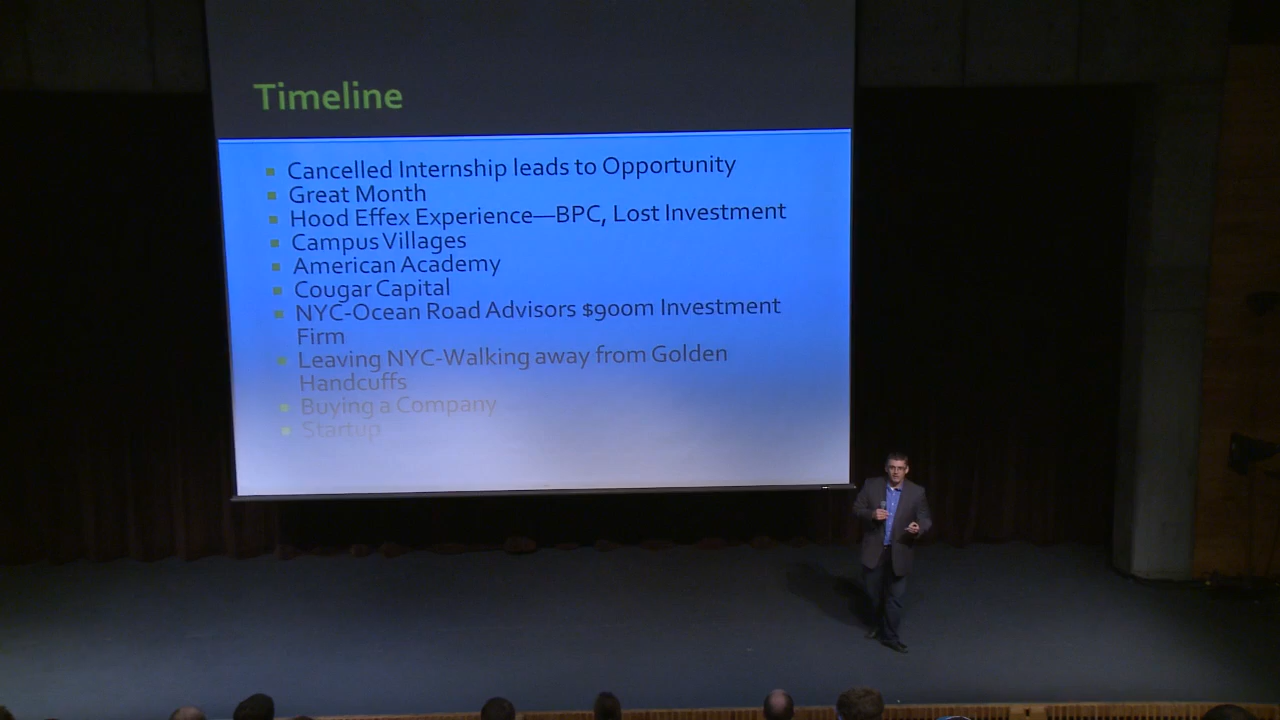 Timeline
Cancelled Internship leads to Opportunity
Great Month
Hood Effex Experience—BPC, Lost Investment
Campus Villages
American Academy
Cougar Capital
NYC-Ocean Road Advisors $900m Investment
Firm
Leaving NYC-Walking away from Golden
Handcuffs
Buying a Company
Startup